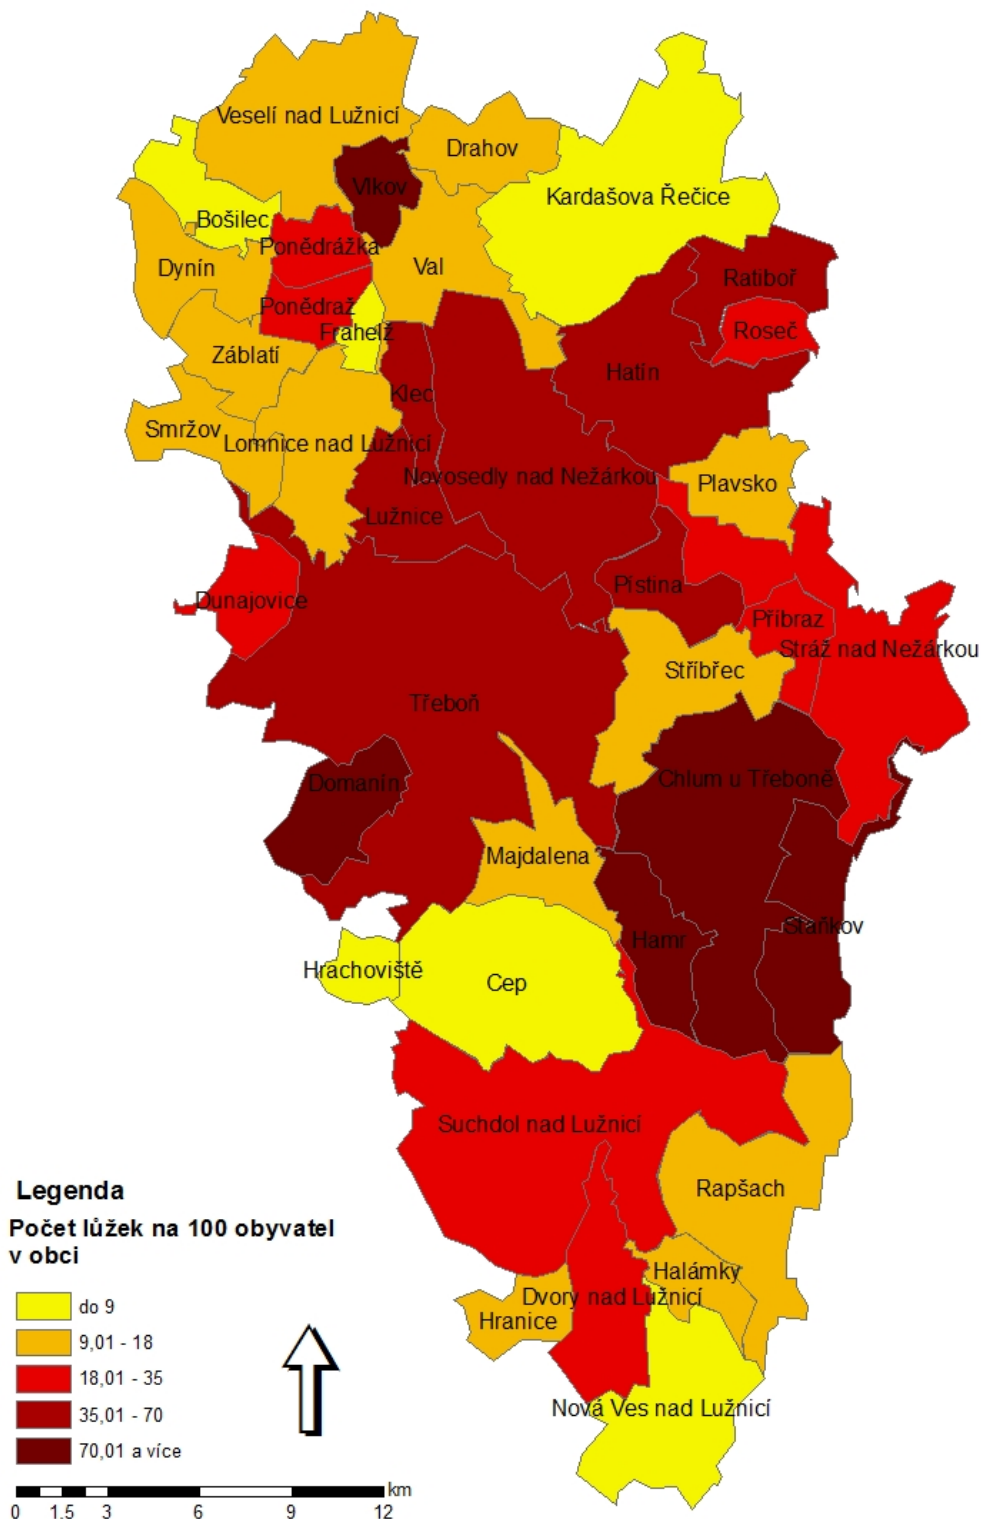 Veselí nad Lužnicí
Drahov
Vlkov
Kardašova Řečice
Bošilec
Ponědrážka
Val
Dynín
Ratiboř
Ponědraž
Frahelž
Roseč
Záblatí
Hatín
Klec
Smržov
Lomnice nad Lužnicí
Novosedly nad Nežárkou
Plavsko
Lužnice
Pístina
Dunajovice
Příbraz
Stráž nad Nežárkou
Stříbřec
Třeboň
Domanín
Chlum u Třeboně
Majdalena
Staňkov
Hamr
Hrachoviště
Cep
Suchdol nad Lužnicí
Rapšach
Halámky
Dvory nad Lužnicí
Hranice
Nová Ves nad Lužnicí
Legenda
Počet lůžek na 100 obyvatel
v obci
do 9
9,01 - 18
18,01 - 35
35,01 - 70
70,01 a více
km
0 1.5 3 6 9 12